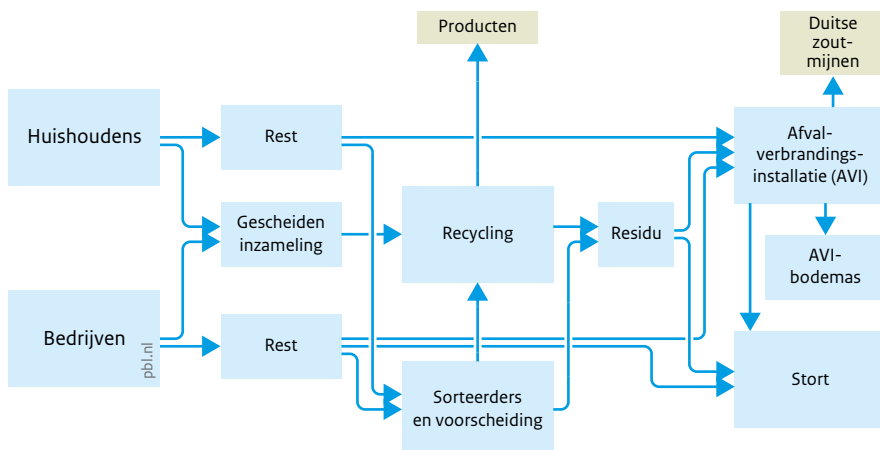 Producten
Duitse
zout-
mijnen
Huishoudens
Rest
Afval-
verbrandings-
installatie (AVI)
Gescheiden
inzameling
Recycling
Residu
AVI-
bodemas
Bedrijven
pbl.nl
Rest
Sorteerders
en voorscheiding
Stort